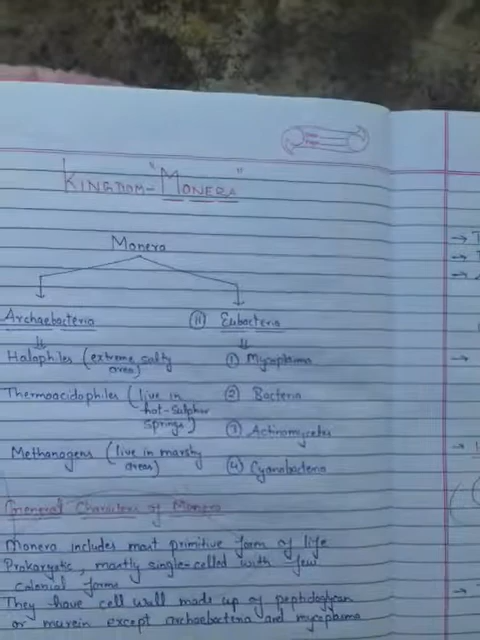 KINGDOM - "MONERA"
Monera
Archaebacteria
(11) Eubacteria
Halophiles (extreme salty area)
① Mycoplasma
Thermoacidophiles (live in hot-sulphur springs)
② Bacteria
③ Actinomycetes
Methanogens (live in marshy areas)
④ Cyanobacteria
General Characters of Monera
Monera includes most primitive form of life
Prokaryotic, mostly single-celled with few
colonial forms
They have cell wall made up of peptidoglycan
or murein except archaebacteria and mycoplasma